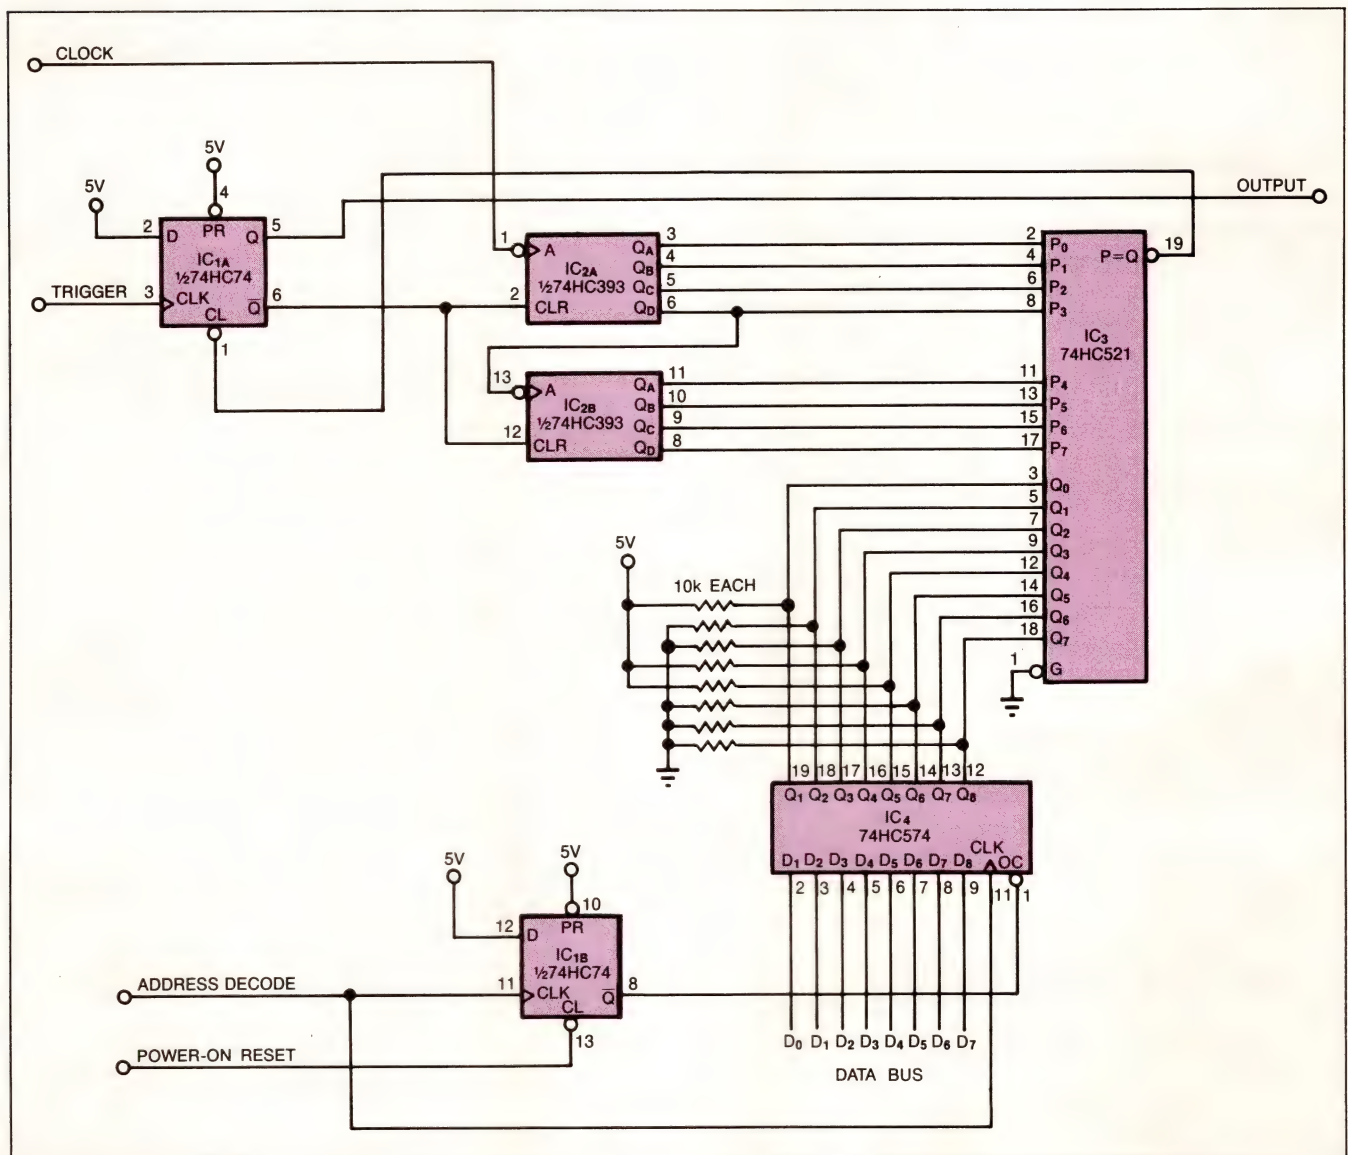 CLOCK
5V
5V
4
2 D PR Q 5
IC1A
½74HC74
TRIGGER 3 CLK
CL Q̅ 6
1
OUTPUT
1 A QA 3
QB 4
IC2A
½74HC393
QC 5
2 CLR QD 6
13 A QA 11
QB 10
IC2B
½74HC393
QC 9
12 CLR QD 8
2 P0
4 P1
6 P2
8 P3
P=Q 19
IC3
74HC521
11 P4
13 P5
15 P6
17 P7
3 Q0
5 Q1
7 Q2
9 Q3
12 Q4
14 Q5
16 Q6
18 Q7
1 G
5V
10k EACH
19 18 17 16 15 14 13 12
Q1 Q2 Q3 Q4 Q5 Q6 Q7 Q8
IC4
74HC574
CLK
D1 D2 D3 D4 D5 D6 D7 D8 OC
2 3 4 5 6 7 8 9 11 1
5V
5V
10
12 D PR
IC1B
½74HC74
ADDRESS DECODE 11 CLK Q̅ 8
CL
13
POWER-ON RESET
D0 D1 D2 D3 D4 D5 D6 D7
DATA BUS